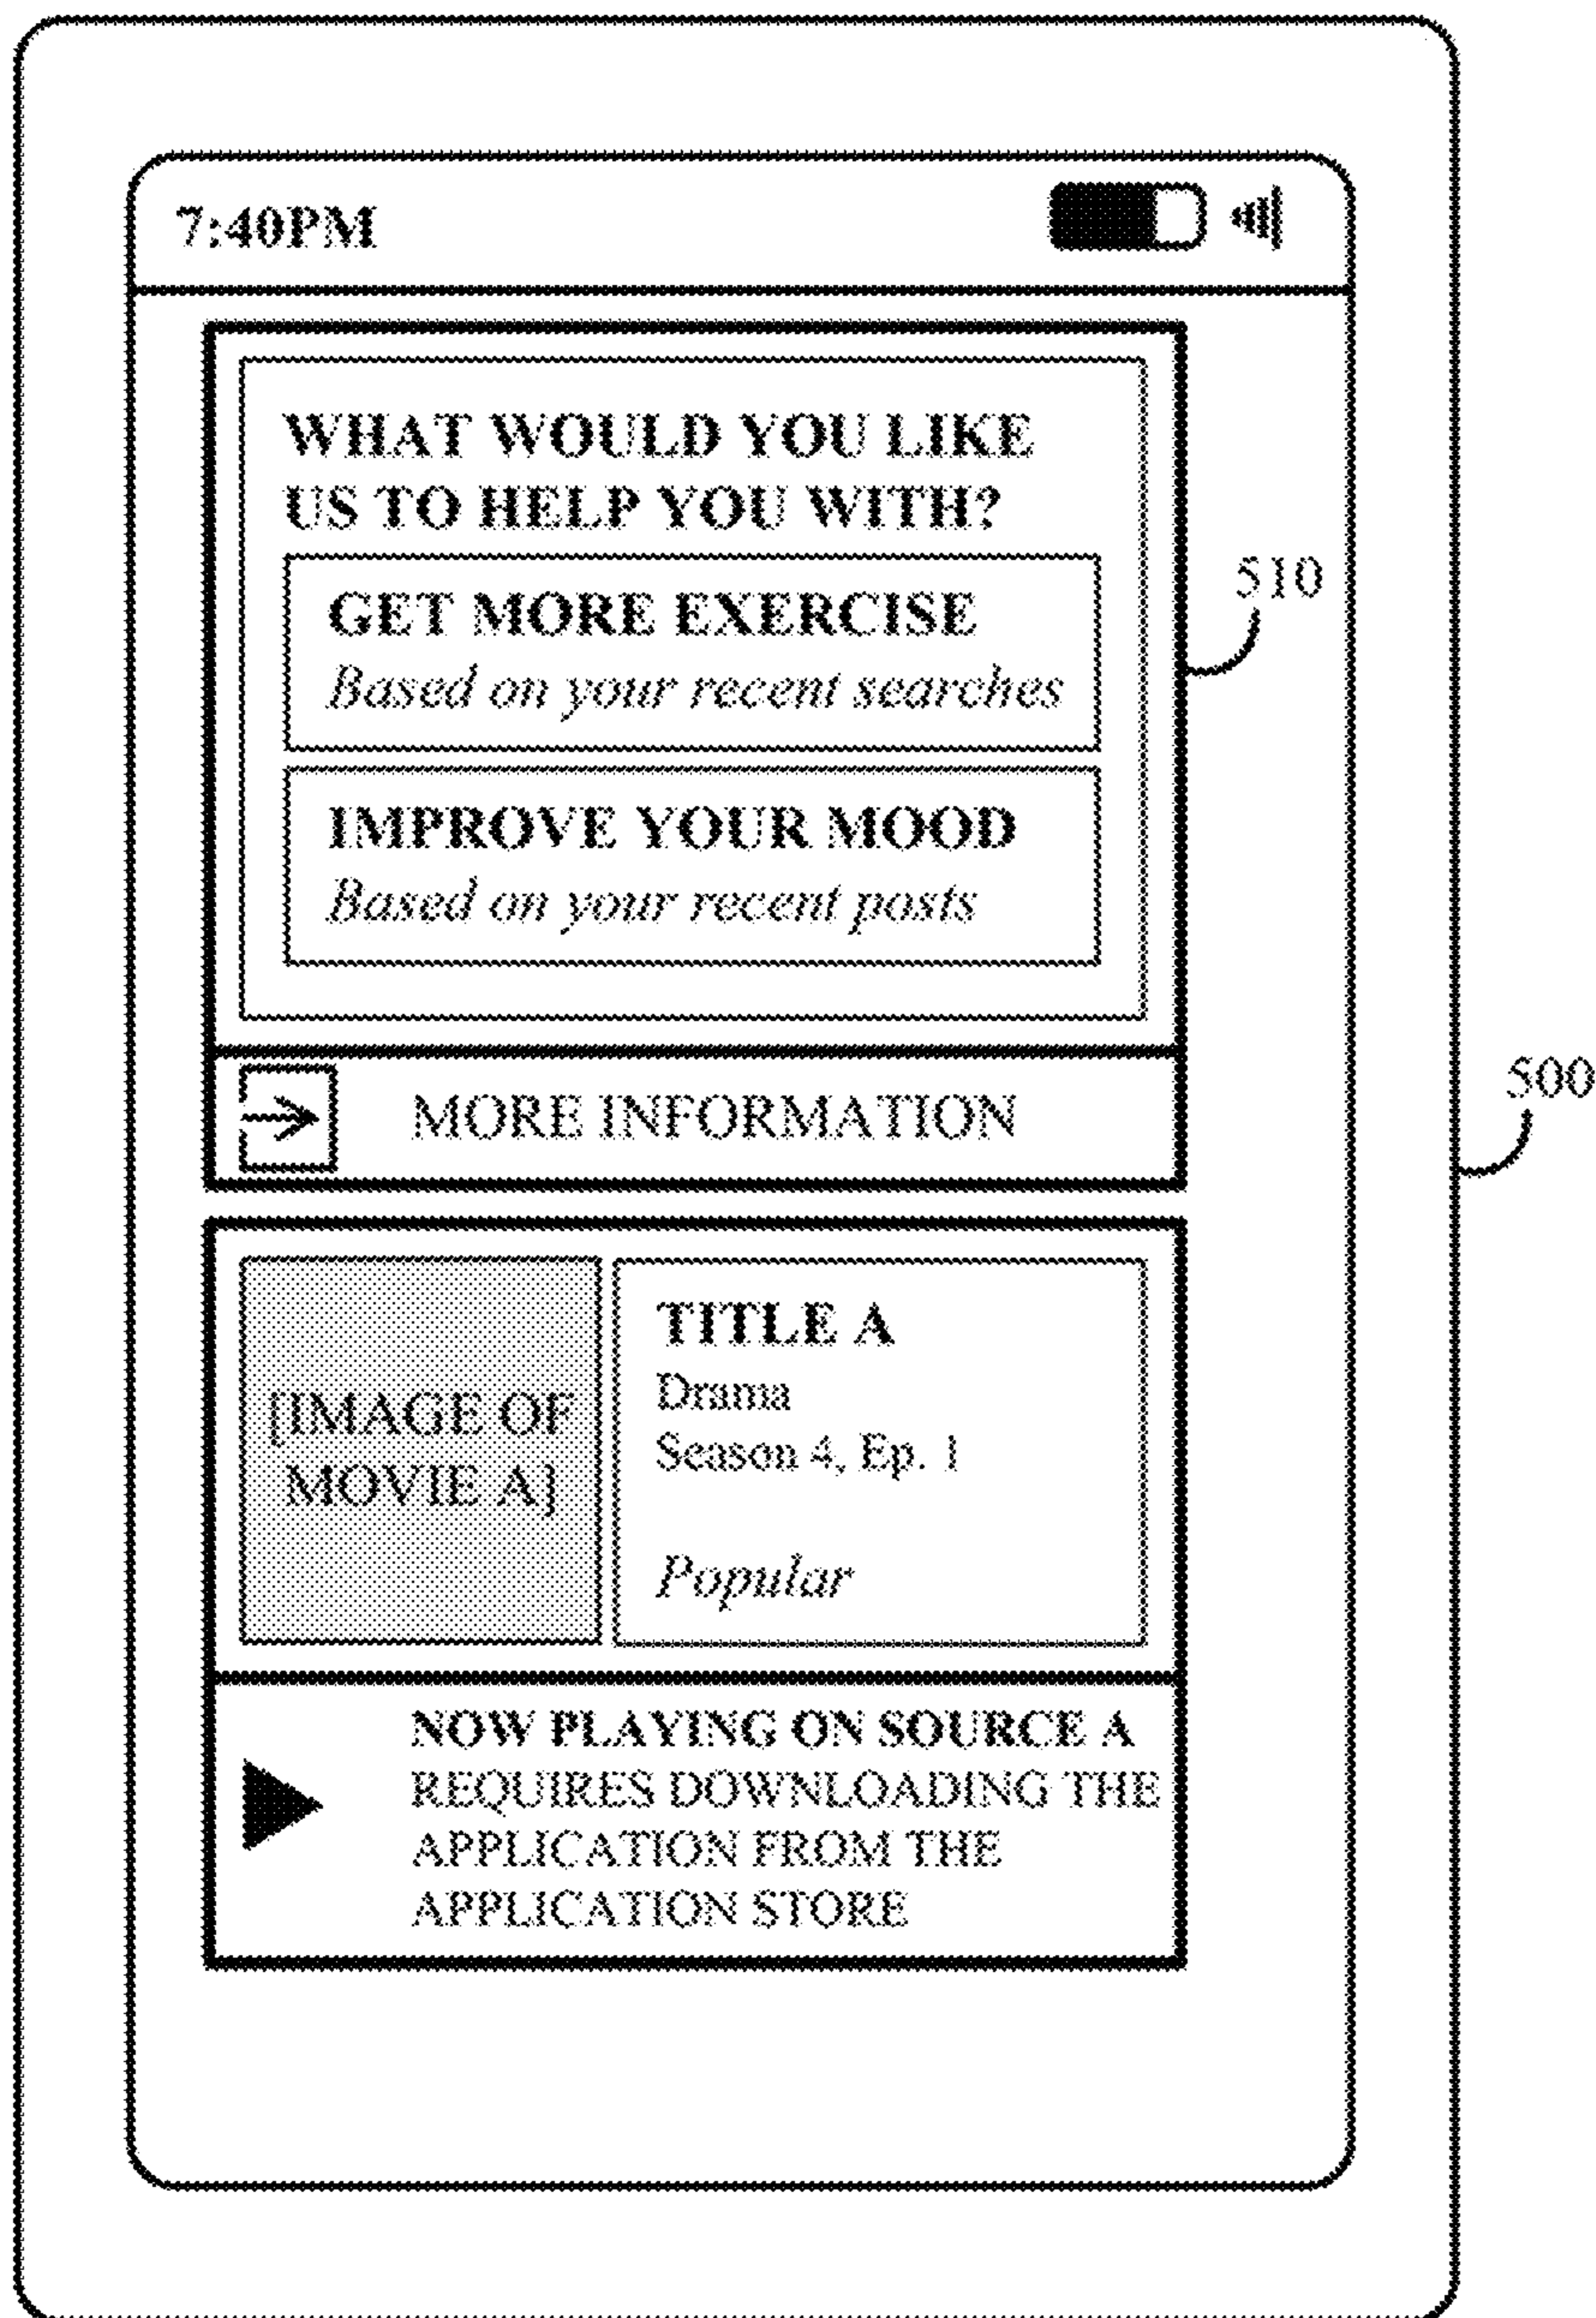 7:40PM
WHAT WOULD YOU LIKE
US TO HELP YOU WITH?
GET MORE EXERCISE
Based on your recent searches
IMPROVE YOUR MOOD
Based on your recent posts
510
MORE INFORMATION
500
[IMAGE OF
MOVIE A]
TITLE A
Drama
Season 4, Ep. 1
Popular
NOW PLAYING ON SOURCE A
REQUIRES DOWNLOADING THE
APPLICATION FROM THE
APPLICATION STORE